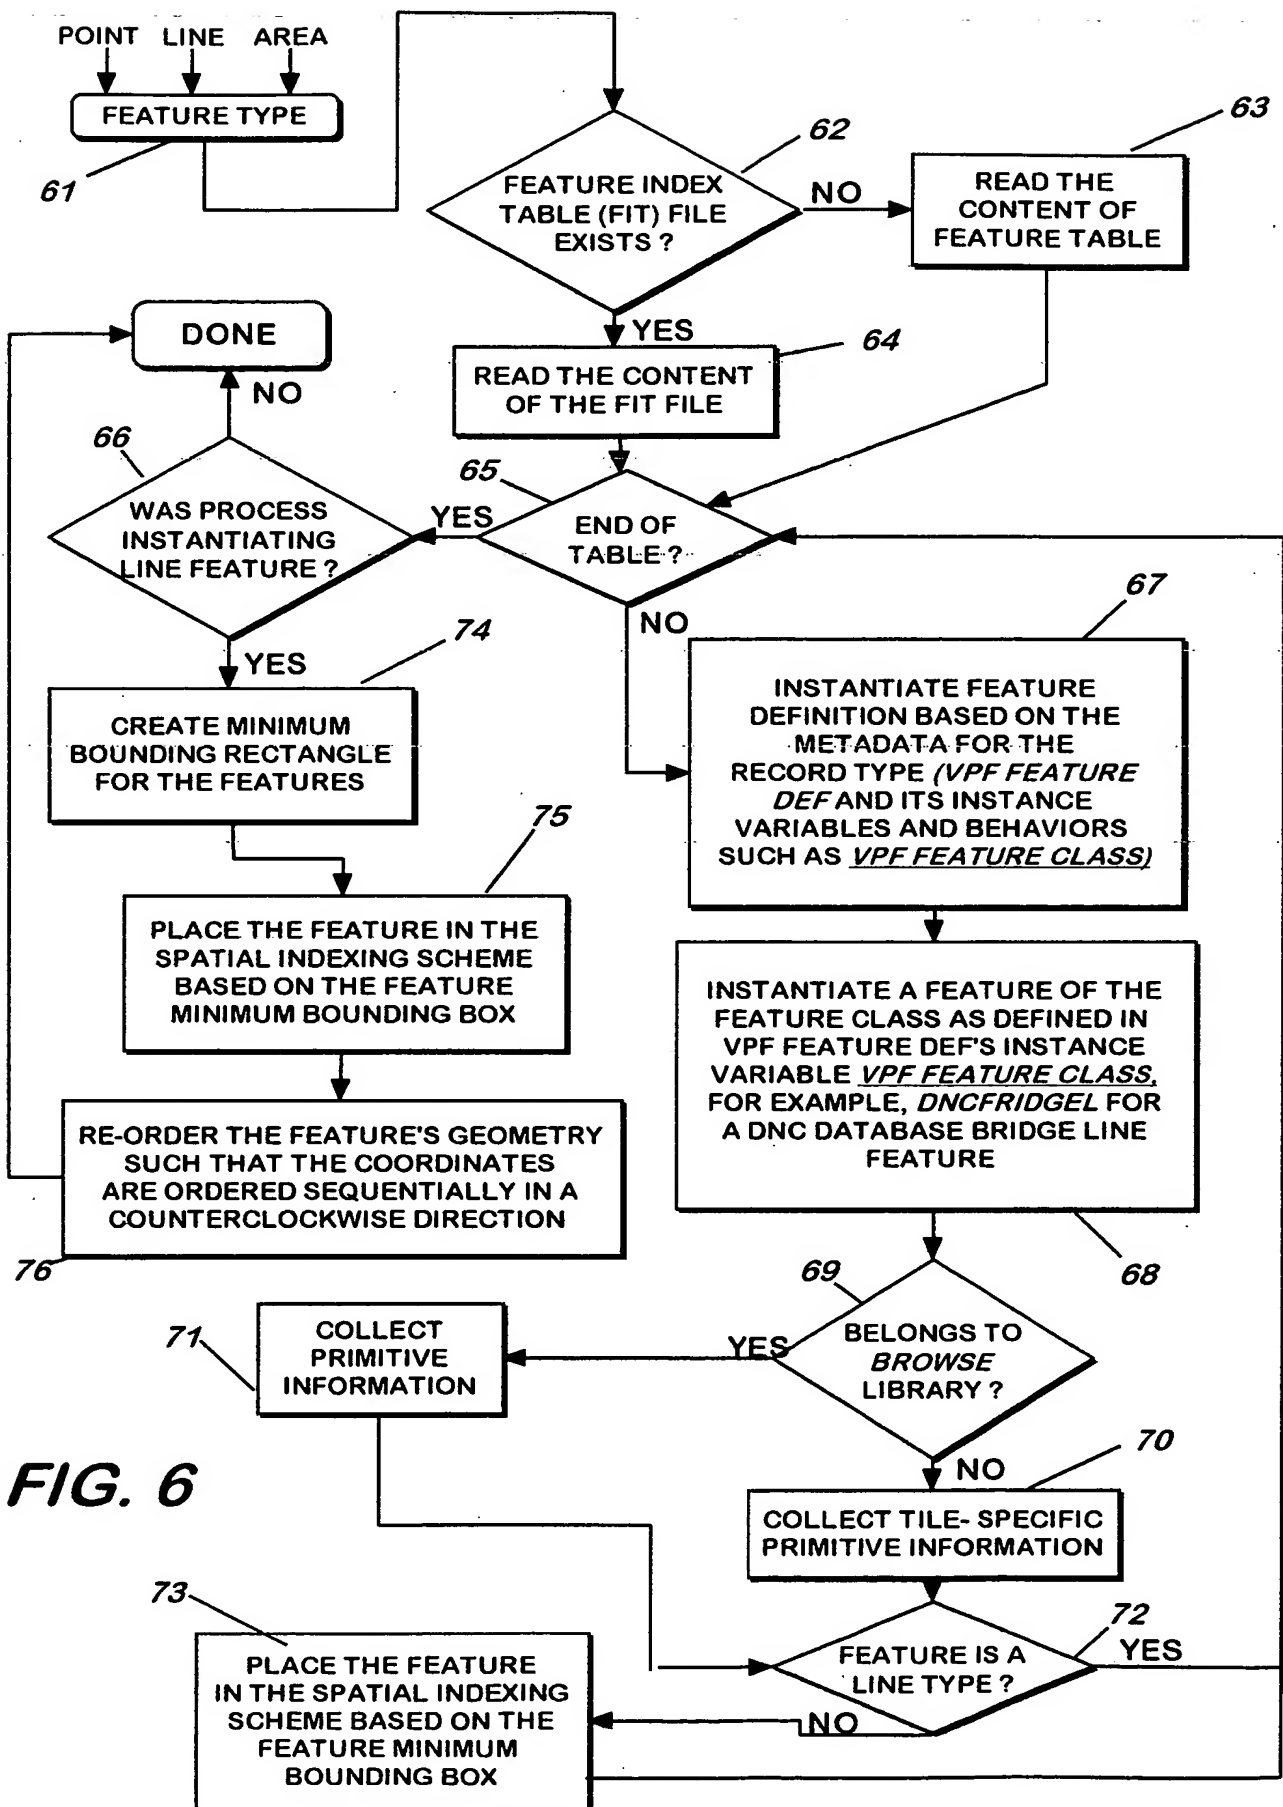 POINT LINE AREA
FEATURE TYPE
61
62
FEATURE INDEX
TABLE (FIT) FILE
EXISTS ?
NO
63
READ THE
CONTENT OF
FEATURE TABLE
YES
64
READ THE CONTENT
OF THE FIT FILE
DONE
NO
66
WAS PROCESS
INSTANTIATING
LINE FEATURE ?
YES
65
END OF
TABLE ?
NO
67
INSTANTIATE FEATURE
DEFINITION BASED ON THE
METADATA FOR THE
RECORD TYPE (VPF FEATURE
DEF AND ITS INSTANCE
VARIABLES AND BEHAVIORS
SUCH AS VPF FEATURE CLASS)
YES
74
CREATE MINIMUM
BOUNDING RECTANGLE
FOR THE FEATURES
75
PLACE THE FEATURE IN THE
SPATIAL INDEXING SCHEME
BASED ON THE FEATURE
MINIMUM BOUNDING BOX
RE-ORDER THE FEATURE'S GEOMETRY
SUCH THAT THE COORDINATES
ARE ORDERED SEQUENTIALLY IN A
COUNTERCLOCKWISE DIRECTION
76
INSTANTIATE A FEATURE OF THE
FEATURE CLASS AS DEFINED IN
VPF FEATURE DEF'S INSTANCE
VARIABLE VPF FEATURE CLASS,
FOR EXAMPLE, DNCFRIDGEL FOR
A DNC DATABASE BRIDGE LINE
FEATURE
68
69
BELONGS TO
BROWSE
LIBRARY ?
YES
71
COLLECT
PRIMITIVE
INFORMATION
NO
70
COLLECT TILE- SPECIFIC
PRIMITIVE INFORMATION
FIG. 6
72
FEATURE IS A
LINE TYPE ?
YES
NO
73
PLACE THE FEATURE
IN THE SPATIAL INDEXING
SCHEME BASED ON THE
FEATURE MINIMUM
BOUNDING BOX